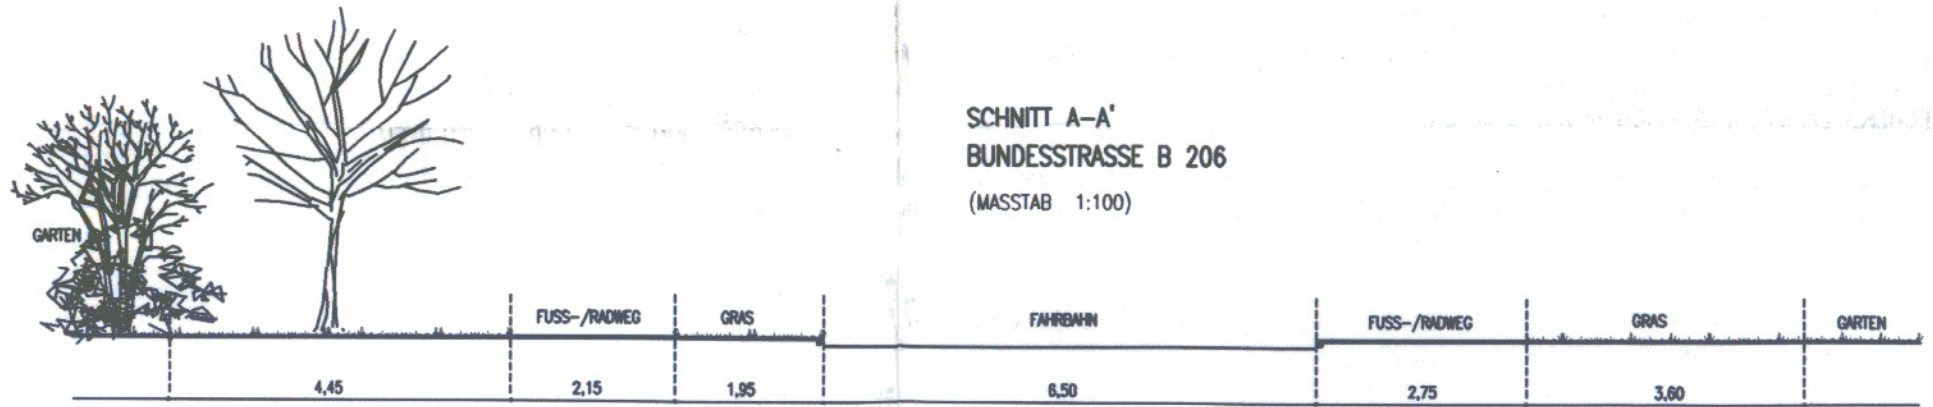 SCHNITT A-A'
BUNDESSTRASSE B 206
(MASSTAB 1:100)
GARTEN
FUSS-/RADWEG GRAS FAHRBAHN FUSS-/RADWEG GRAS GARTEN
4,45 2,15 1,95 6,50 2,75 3,60